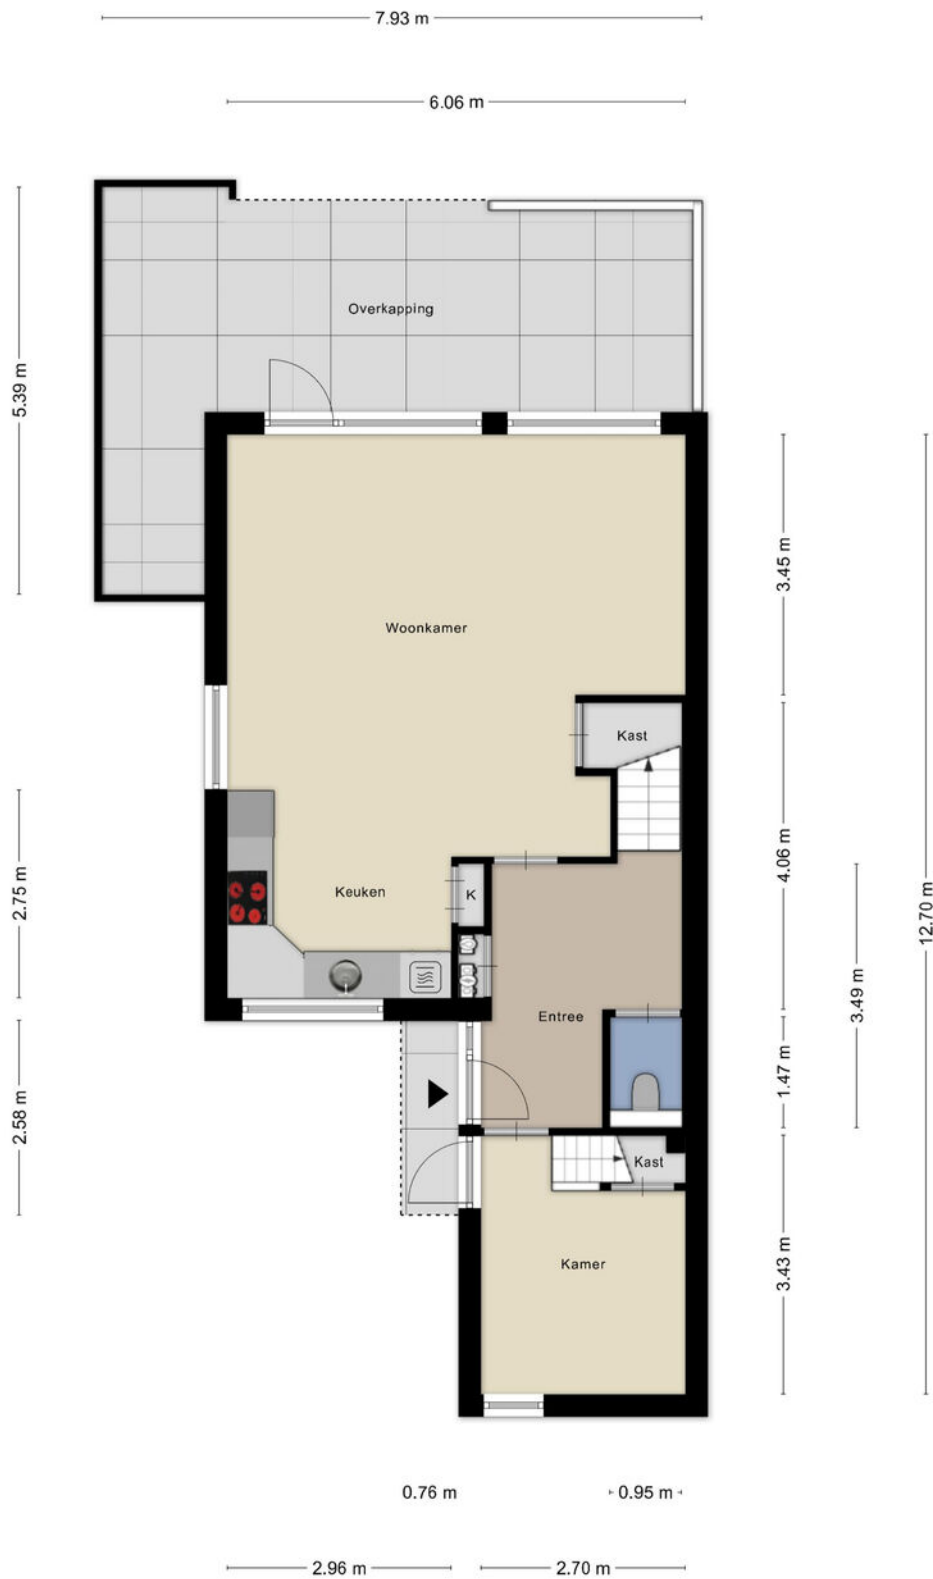 7.93 m
6.06 m
Overkapping
5.39 m
3.45 m
Woonkamer
Kast
4.06 m
2.75 m
Keuken
K
12.70 m
3.49 m
Entree
1.47 m
2.58 m
Kast
Kamer
3.43 m
0.76 m
0.95 m
2.96 m
2.70 m